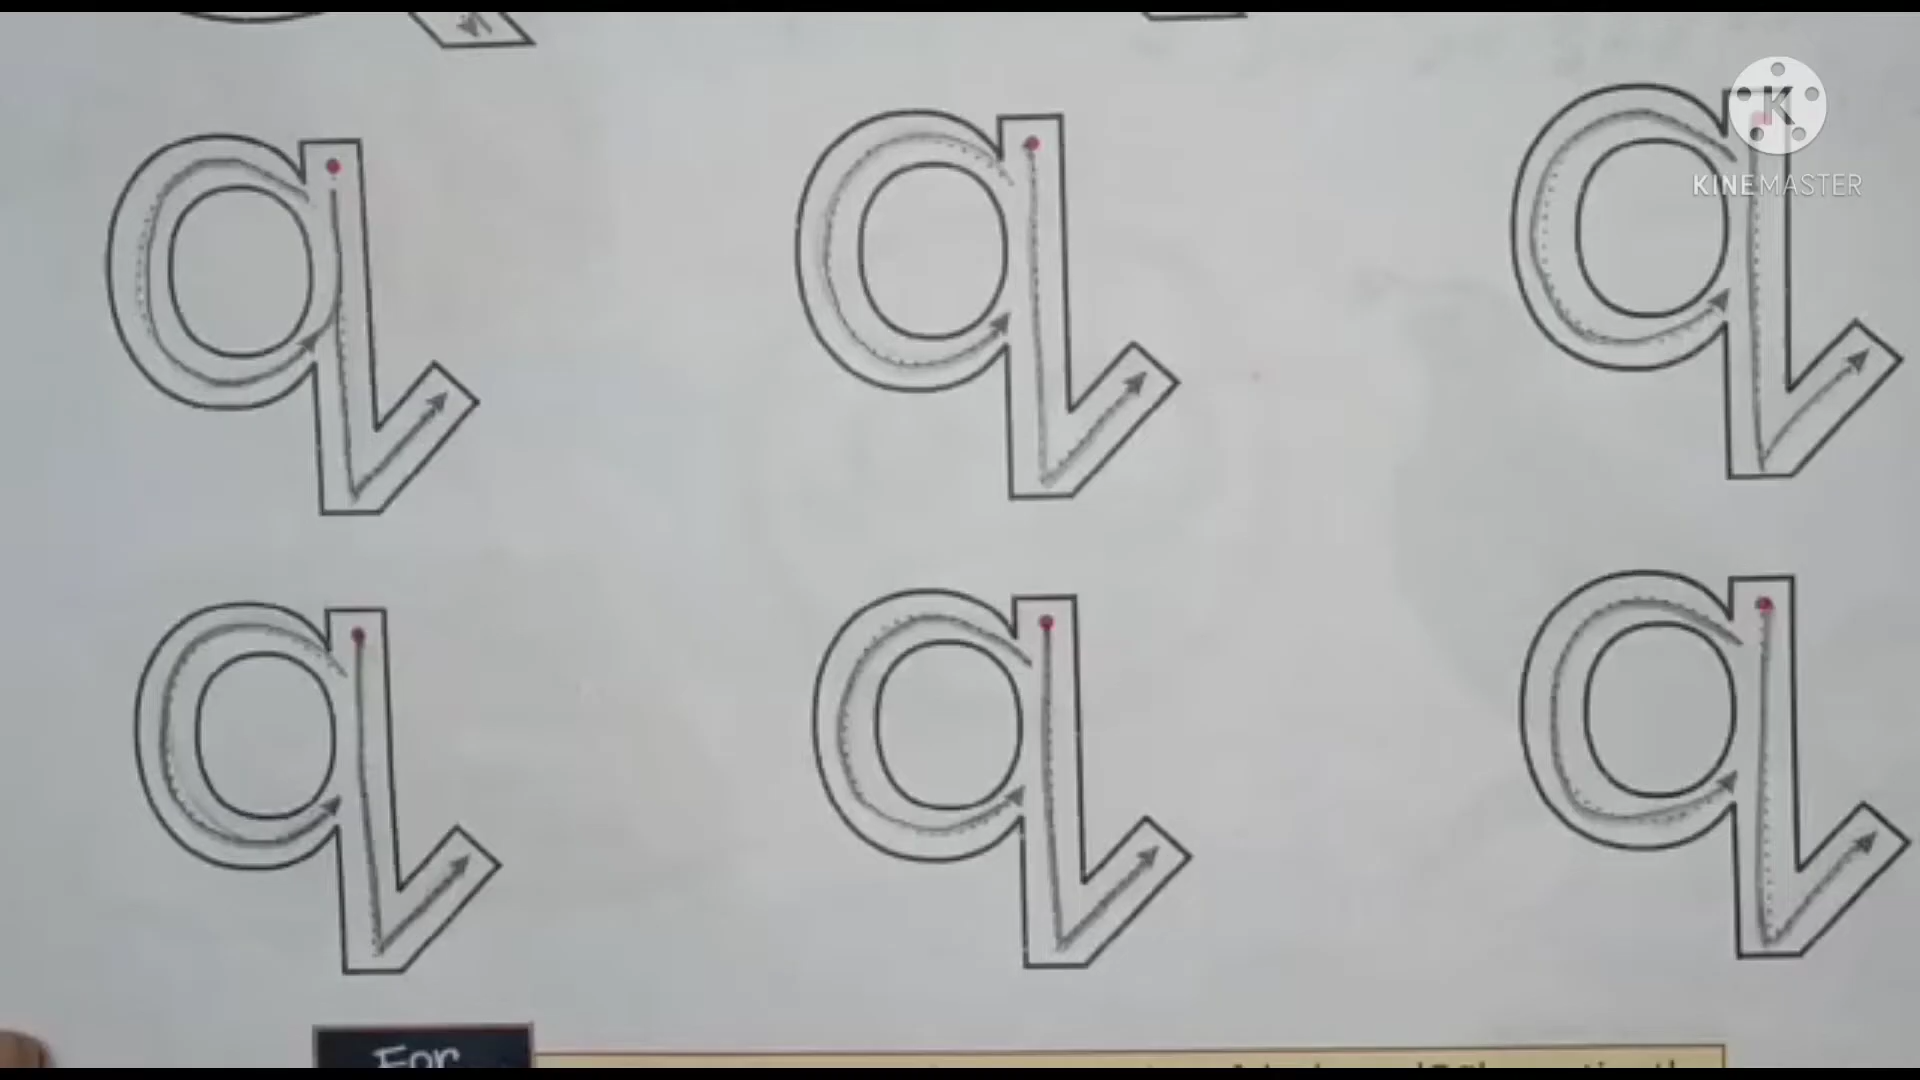 K
KINEMASTER
q q q
q q q
For